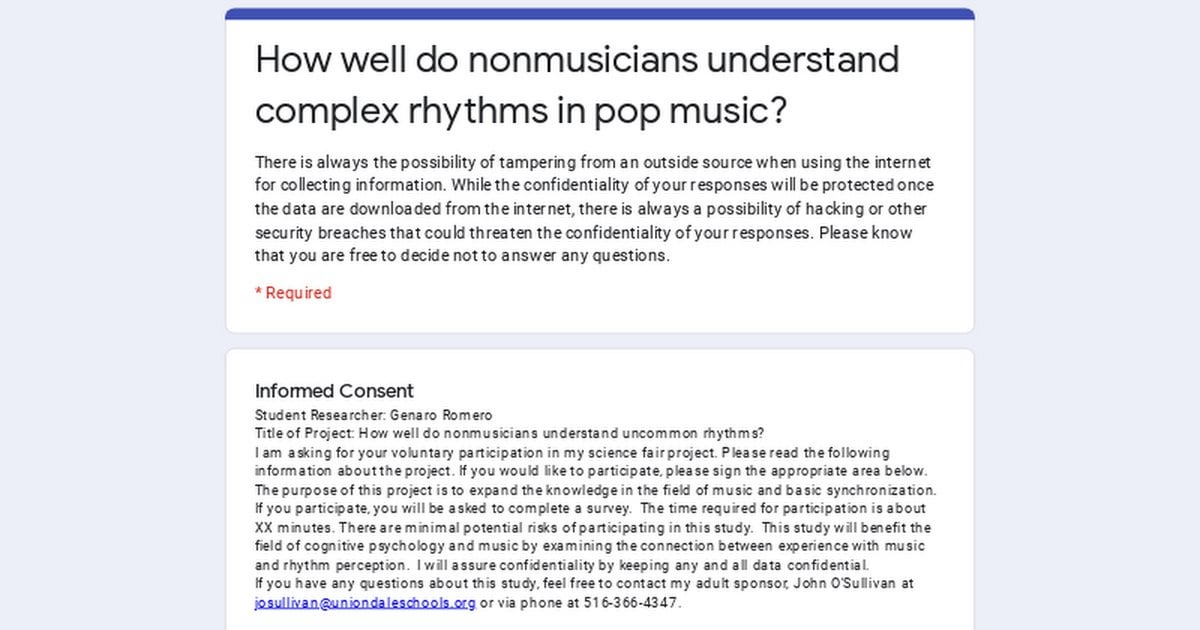 How well do nonmusicians understand
complex rhythms in pop music?
There is always the possibility of tampering from an outside source when using the internet
for collecting information. While the confidentiality of your responses will be protected once
the data are downloaded from the internet, there is always a possibility of hacking or other
security breaches that could threaten the confidentiality of your responses. Please know
that you are free to decide not to answer any questions.
* Required
Informed Consent
Student Researcher: Genaro Romero
Title of Project: How well do nonmusicians understand uncommon rhythms?
I am asking for your voluntary participation in my science fair project. Please read the following
information about the project. If you would like to participate, please sign the appropriate area below.
The purpose of this project is to expand the knowledge in the field of music and basic synchronization.
If you participate, you will be asked to complete a survey.  The time required for participation is about
XX minutes. There are minimal potential risks of participating in this study.  This study will benefit the
field of cognitive psychology and music by examining the connection between experience with music
and rhythm perception.  I will assure confidentiality by keeping any and all data confidential.
If you have any questions about this study, feel free to contact my adult sponsor, John O'Sullivan at
josullivan@uniondaleschools.org or via phone at 516-366-4347.